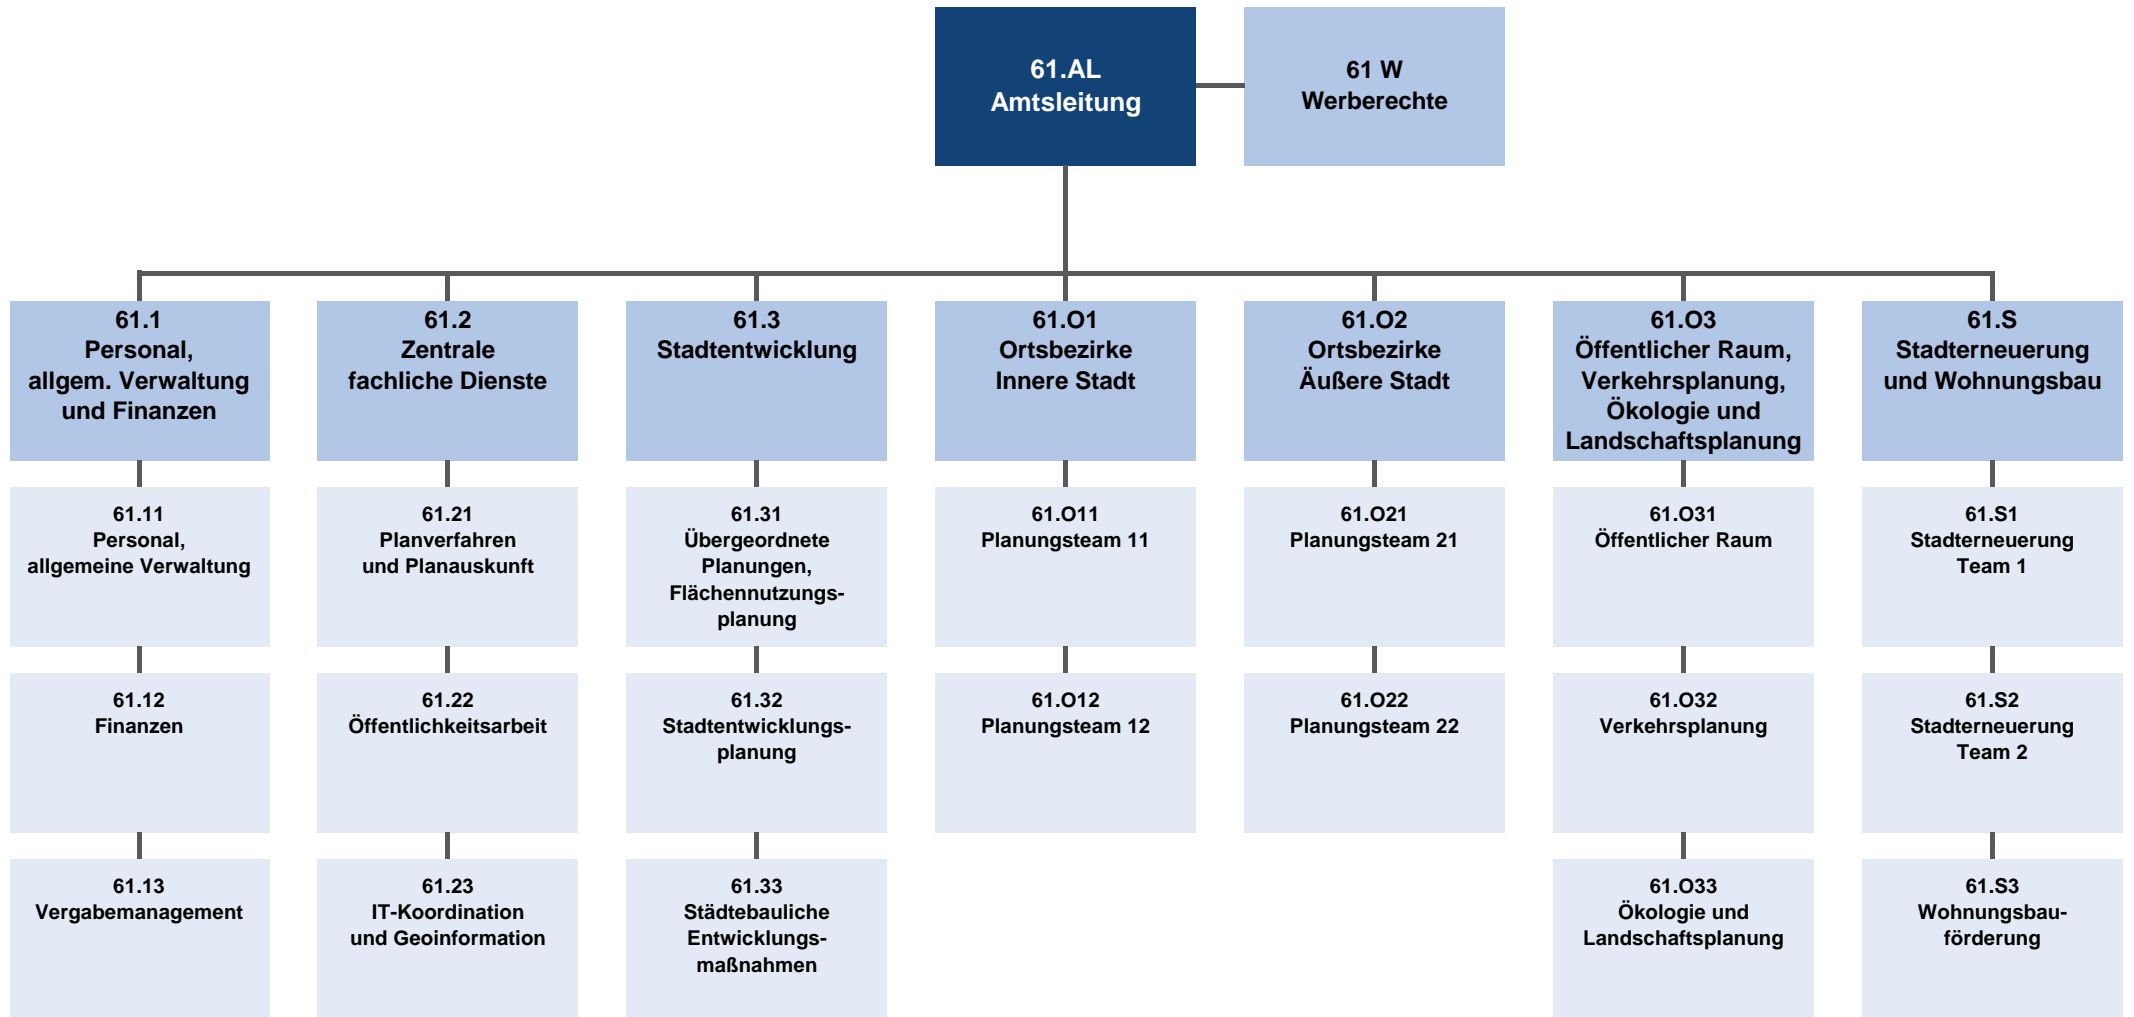 61.AL
Amtsleitung
61 W
Werberechte
61.1
Personal,
allgem. Verwaltung
und Finanzen
61.2
Zentrale
fachliche Dienste
61.3
Stadtentwicklung
61.O1
Ortsbezirke
Innere Stadt
61.O2
Ortsbezirke
Äußere Stadt
61.O3
Öffentlicher Raum,
Verkehrsplanung,
Ökologie und
Landschaftsplanung
61.S
Stadterneuerung
und Wohnungsbau
61.11
Personal,
allgemeine Verwaltung
61.21
Planverfahren
und Planauskunft
61.31
Übergeordnete
Planungen,
Flächennutzungs-
planung
61.O11
Planungsteam 11
61.O21
Planungsteam 21
61.O31
Öffentlicher Raum
61.S1
Stadterneuerung
Team 1
61.12
Finanzen
61.22
Öffentlichkeitsarbeit
61.32
Stadtentwicklungs-
planung
61.O12
Planungsteam 12
61.O22
Planungsteam 22
61.O32
Verkehrsplanung
61.S2
Stadterneuerung
Team 2
61.13
Vergabemanagement
61.23
IT-Koordination
und Geoinformation
61.33
Städtebauliche
Entwicklungs-
maßnahmen
61.O33
Ökologie und
Landschaftsplanung
61.S3
Wohnungsbau-
förderung